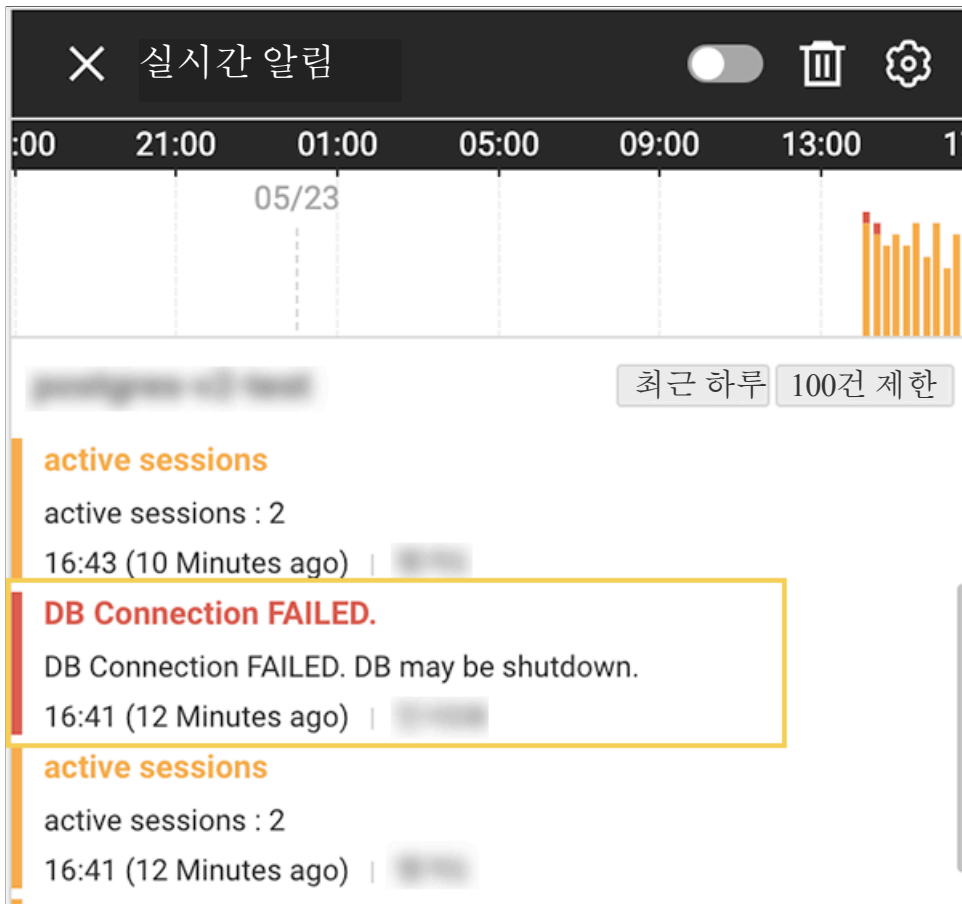 실시간 알림
:00 21:00 01:00 05:00 09:00 13:00
05/23
최근 하루 100건 제한
active sessions
active sessions : 2
16:43 (10 Minutes ago)
DB Connection FAILED.
DB Connection FAILED. DB may be shutdown.
16:41 (12 Minutes ago)
active sessions
active sessions : 2
16:41 (12 Minutes ago)